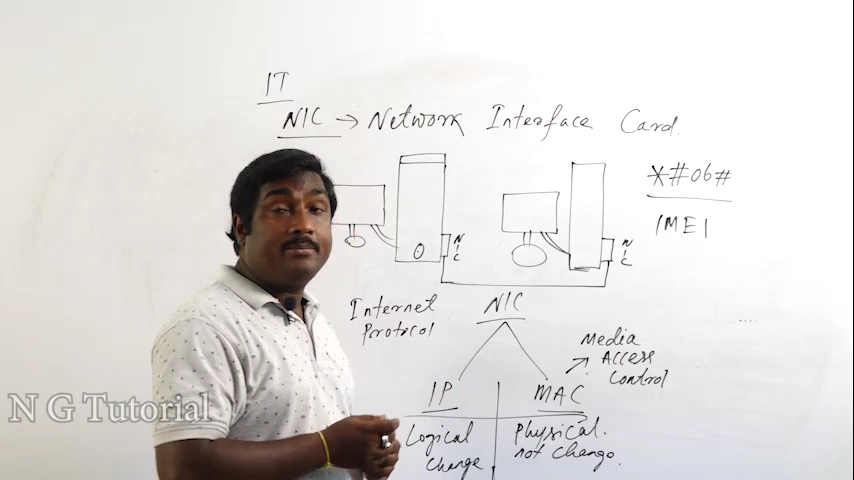 IT
NIC → Network Interface Card.
*#06#
IMEI
N
I
C
N
I
C
Internet
Protocol
NIC
Media
Access
Control
IP
MAC
Logical
Change
Physical.
not Change.
N G Tutorial